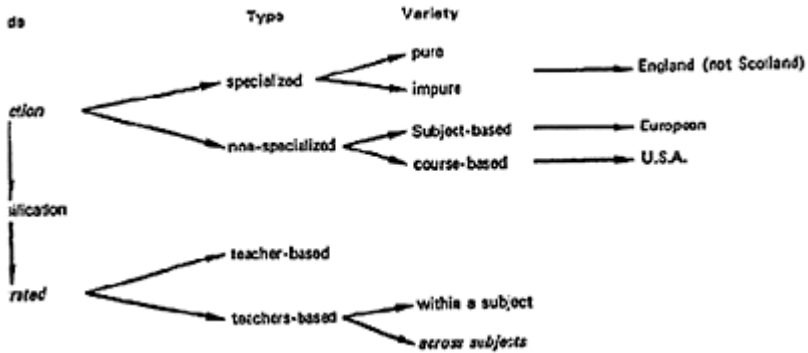 de Type Variety
pure
specialized England (not Scotland)
impure
ction
Subject-based European
non-specialized
course-based U.S.A.
ification
teacher-based
rated
within a subject
teachers-based
across subjects